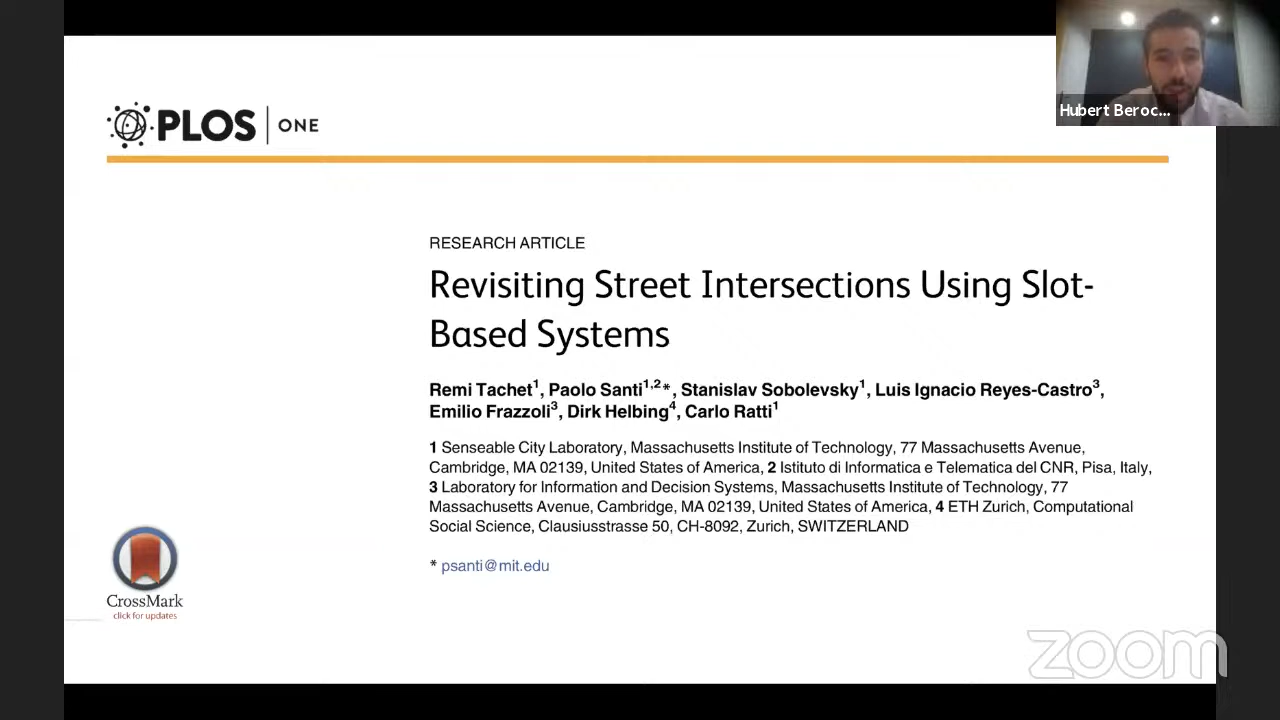 Hubert Beroc...
PLOS ONE
RESEARCH ARTICLE
Revisiting Street Intersections Using Slot-
Based Systems
Remi Tachet1, Paolo Santi1,2*, Stanislav Sobolevsky1, Luis Ignacio Reyes-Castro3,
Emilio Frazzoli3, Dirk Helbing4, Carlo Ratti1
1 Senseable City Laboratory, Massachusetts Institute of Technology, 77 Massachusetts Avenue,
Cambridge, MA 02139, United States of America, 2 Istituto di Informatica e Telematica del CNR, Pisa, Italy,
3 Laboratory for Information and Decision Systems, Massachusetts Institute of Technology, 77
Massachusetts Avenue, Cambridge, MA 02139, United States of America, 4 ETH Zurich, Computational
Social Science, Clausiusstrasse 50, CH-8092, Zurich, SWITZERLAND
* psanti@mit.edu
CrossMark
click for updates
zoom